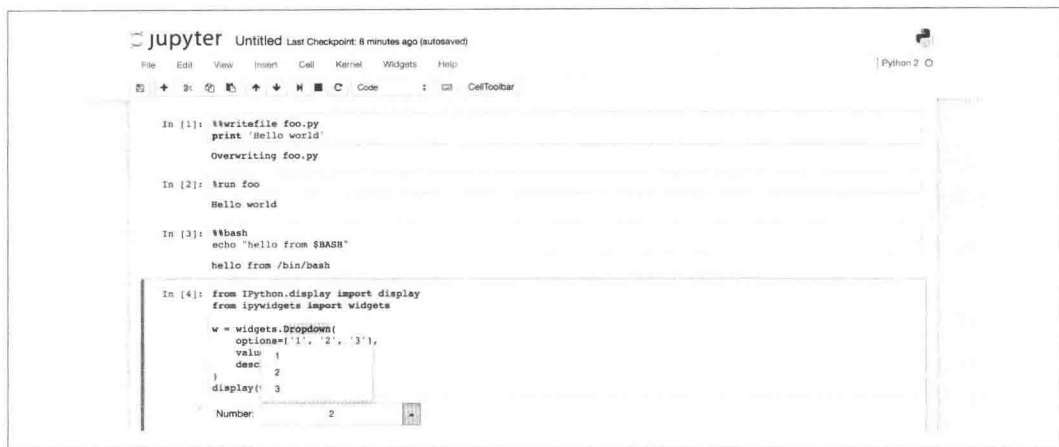 jupyter Untitled Last Checkpoint: 8 minutes ago (autosaved)
File Edit View Insert Cell Kernel Widgets Help Python 2
Code CellToolbar
In [1]: %%writefile foo.py
print 'Hello world'
Overwriting foo.py
In [2]: %run foo
Hello world
In [3]: %%bash
echo "hello from $BASH"
hello from /bin/bash
In [4]: from IPython.display import display
from ipywidgets import widgets
w = widgets.Dropdown(
options=['1', '2', '3'],
valu
1
desc
2
)
display(
3
Number: 2